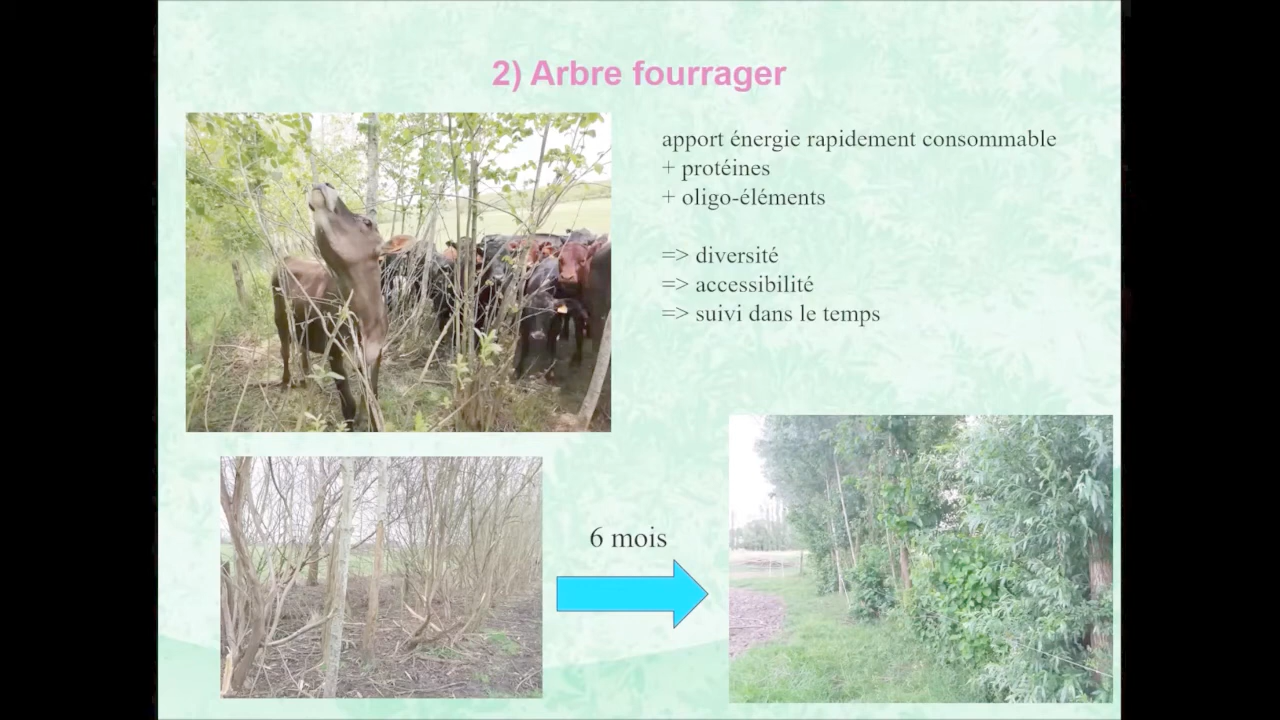 2) Arbre fourrager
apport énergie rapidement consommable
+ protéines
+ oligo-éléments
=> diversité
=> accessibilité
=> suivi dans le temps
6 mois